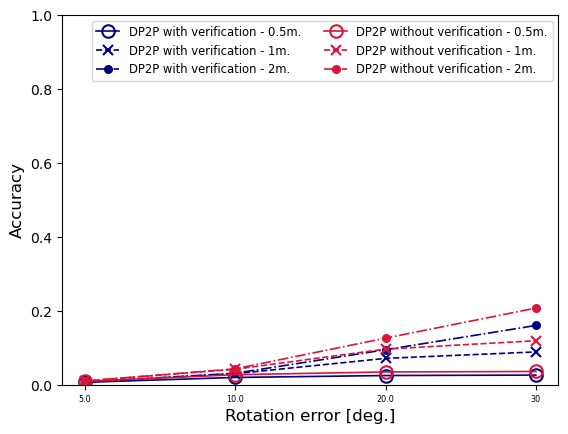 1.0
0.8
0.6
0.4
0.2
0.0
Accuracy
DP2P with verification - 0.5m.
DP2P with verification - 1m.
DP2P with verification - 2m.
DP2P without verification - 0.5m.
DP2P without verification - 1m.
DP2P without verification - 2m.
5.0 10.0 20.0 30
Rotation error [deg.]